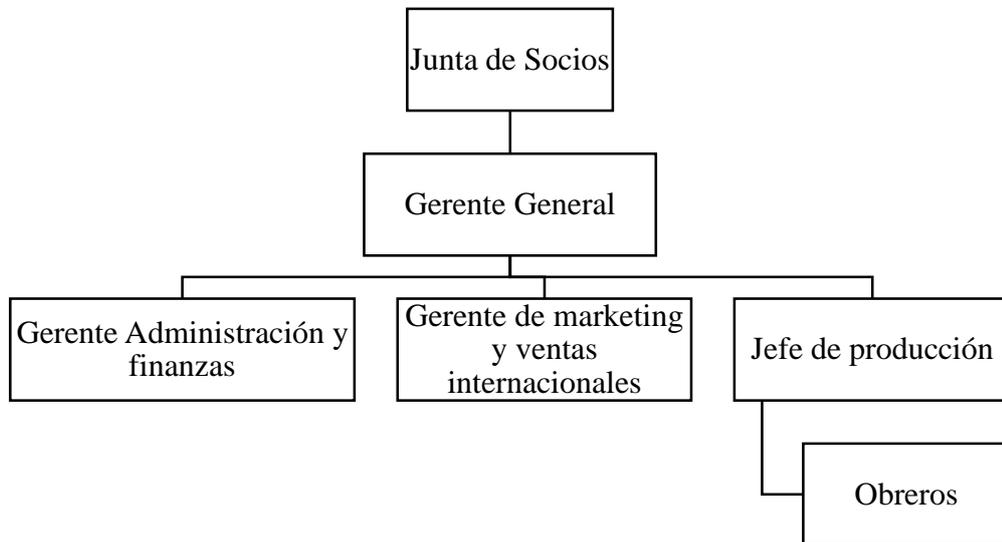 Junta de Socios
Gerente General
Gerente Administración y
finanzas
Gerente de marketing
y ventas
internacionales
Jefe de producción
Obreros